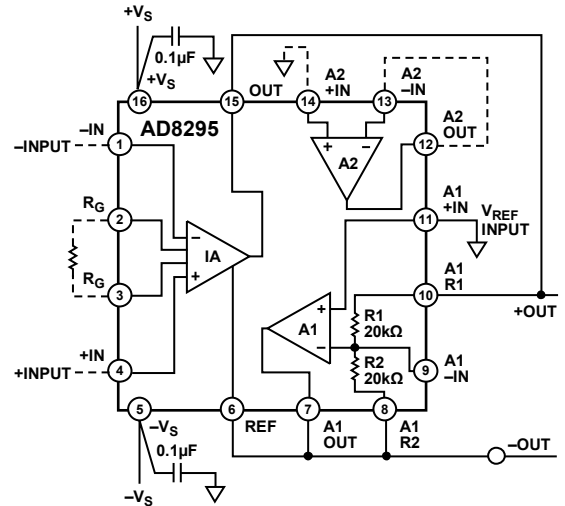 +VS
0.1µF
+VS
OUT
A2
+IN
A2
–IN
16
15
14
13
AD8295
A2
OUT
12
–IN
–INPUT
1
+
–
A2
A1
+IN
11
VREF
INPUT
RG
2
–
IA
+
RG
3
A1
R1
10
+OUT
+
A1
–
R1
20kΩ
R2
20kΩ
A1
–IN
9
+IN
+INPUT
4
5
6
7
8
–VS
REF
A1
OUT
A1
R2
–OUT
0.1µF
–VS